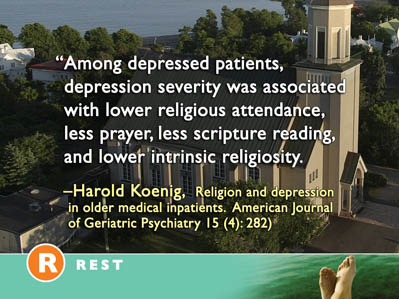 “Among depressed patients,
depression severity was associated
with lower religious attendance,
less prayer, less scripture reading,
and lower intrinsic religiosity.
–Harold Koenig, Religion and depression
in older medical inpatients. American Journal
of Geriatric Psychiatry 15 (4): 282)
R REST